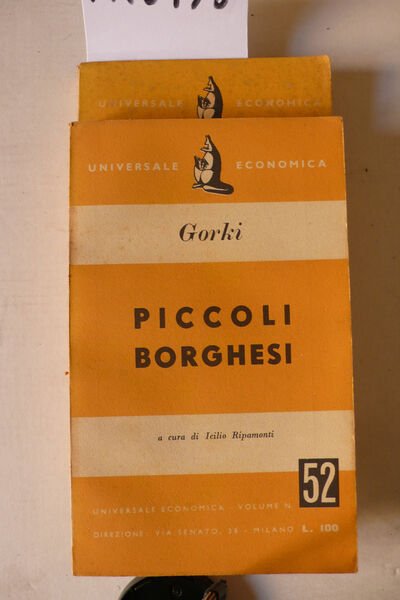 UNIVERSALE ECONOMICA
UNIVERSALE ECONOMICA
Gorki
PICCOLI
BORGHESI
a cura di Icilio Ripamonti
52
UNIVERSALE ECONOMICA - VOLUME N.
DIREZIONE: VIA SENATO, 38 - MILANO L. 100